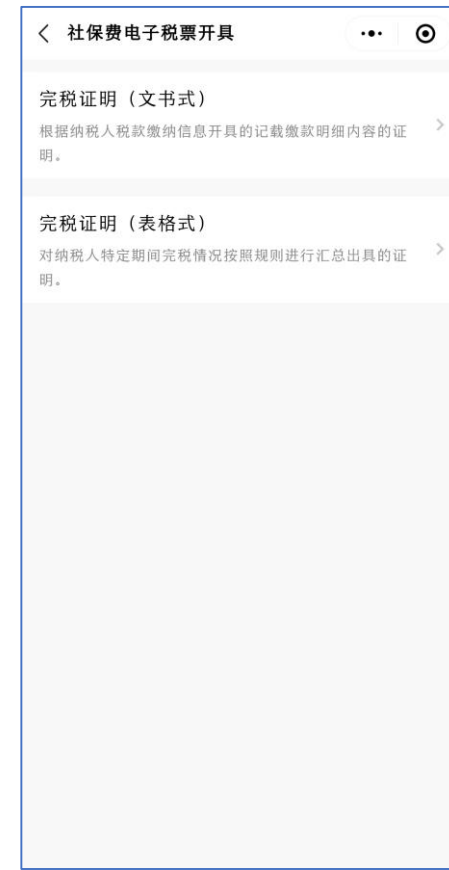 社保费电子税票开具
完税证明（文书式）
根据纳税人税款缴纳信息开具的记载缴款明细内容的证
明。
完税证明（表格式）
对纳税人特定期间完税情况按照规则进行汇总出具的证
明。